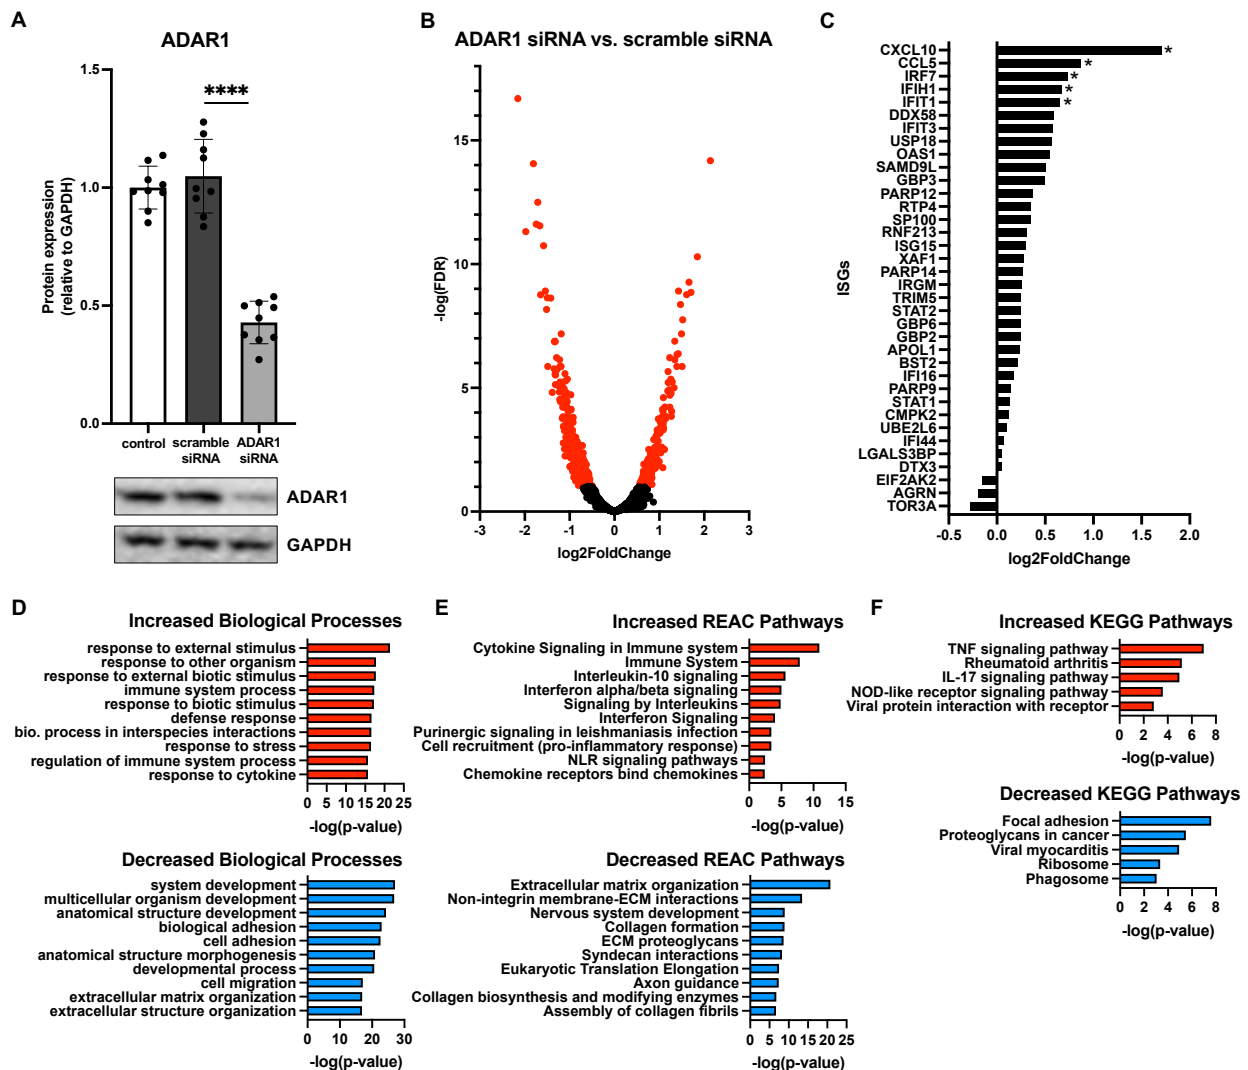 A
ADAR1
1.5
1.0
0.5
0.0
Protein expression
(relative to GAPDH)
****
control
scramble
siRNA
ADAR1
siRNA
ADAR1
GAPDH
B
ADAR1 siRNA vs. scramble siRNA
15
10
5
0
-log(FDR)
-3
-2
-1
0
1
2
3
log2FoldChange
C
ISGs
CXCL10
*
CCL5
*
IRF7
*
IFIH1
*
IFIT1
*
DDX58
IFIT3
USP18
OAS1
SAMD9L
GBP3
PARP12
RTP4
SP100
RNF213
ISG15
XAF1
PARP14
IRGM
TRIM5
STAT2
GBP6
GBP2
APOL1
BST2
IFI16
PARP9
STAT1
CMPK2
UBE2L6
IFI44
LGALS3BP
DTX3
EIF2AK2
AGRN
TOR3A
-0.5
0.0
0.5
1.0
1.5
2.0
log2FoldChange
D
Increased Biological Processes
response to external stimulus
response to other organism
response to external biotic stimulus
immune system process
response to biotic stimulus
defense response
bio. process in interspecies interactions
response to stress
regulation of immune system process
response to cytokine
0 5 10 15 20 25
-log(p-value)
Decreased Biological Processes
system development
multicellular organism development
anatomical structure development
biological adhesion
cell adhesion
anatomical structure morphogenesis
developmental process
cell migration
extracellular matrix organization
extracellular structure organization
0 10 20 30
-log(p-value)
E
Increased REAC Pathways
Cytokine Signaling in Immune system
Immune System
Interleukin-10 signaling
Interferon alpha/beta signaling
Signaling by Interleukins
Interferon Signaling
Purinergic signaling in leishmaniasis infection
Cell recruitment (pro-inflammatory response)
NLR signaling pathways
Chemokine receptors bind chemokines
0 5 10 15
-log(p-value)
Decreased REAC Pathways
Extracellular matrix organization
Non-integrin membrane-ECM interactions
Nervous system development
Collagen formation
ECM proteoglycans
Syndecan interactions
Eukaryotic Translation Elongation
Axon guidance
Collagen biosynthesis and modifying enzymes
Assembly of collagen fibrils
0 5 10 15 20 25
-log(p-value)
F
Increased KEGG Pathways
TNF signaling pathway
Rheumatoid arthritis
IL-17 signaling pathway
NOD-like receptor signaling pathway
Viral protein interaction with receptor
0 2 4 6 8
-log(p-value)
Decreased KEGG Pathways
Focal adhesion
Proteoglycans in cancer
Viral myocarditis
Ribosome
Phagosome
0 2 4 6 8
-log(p-value)